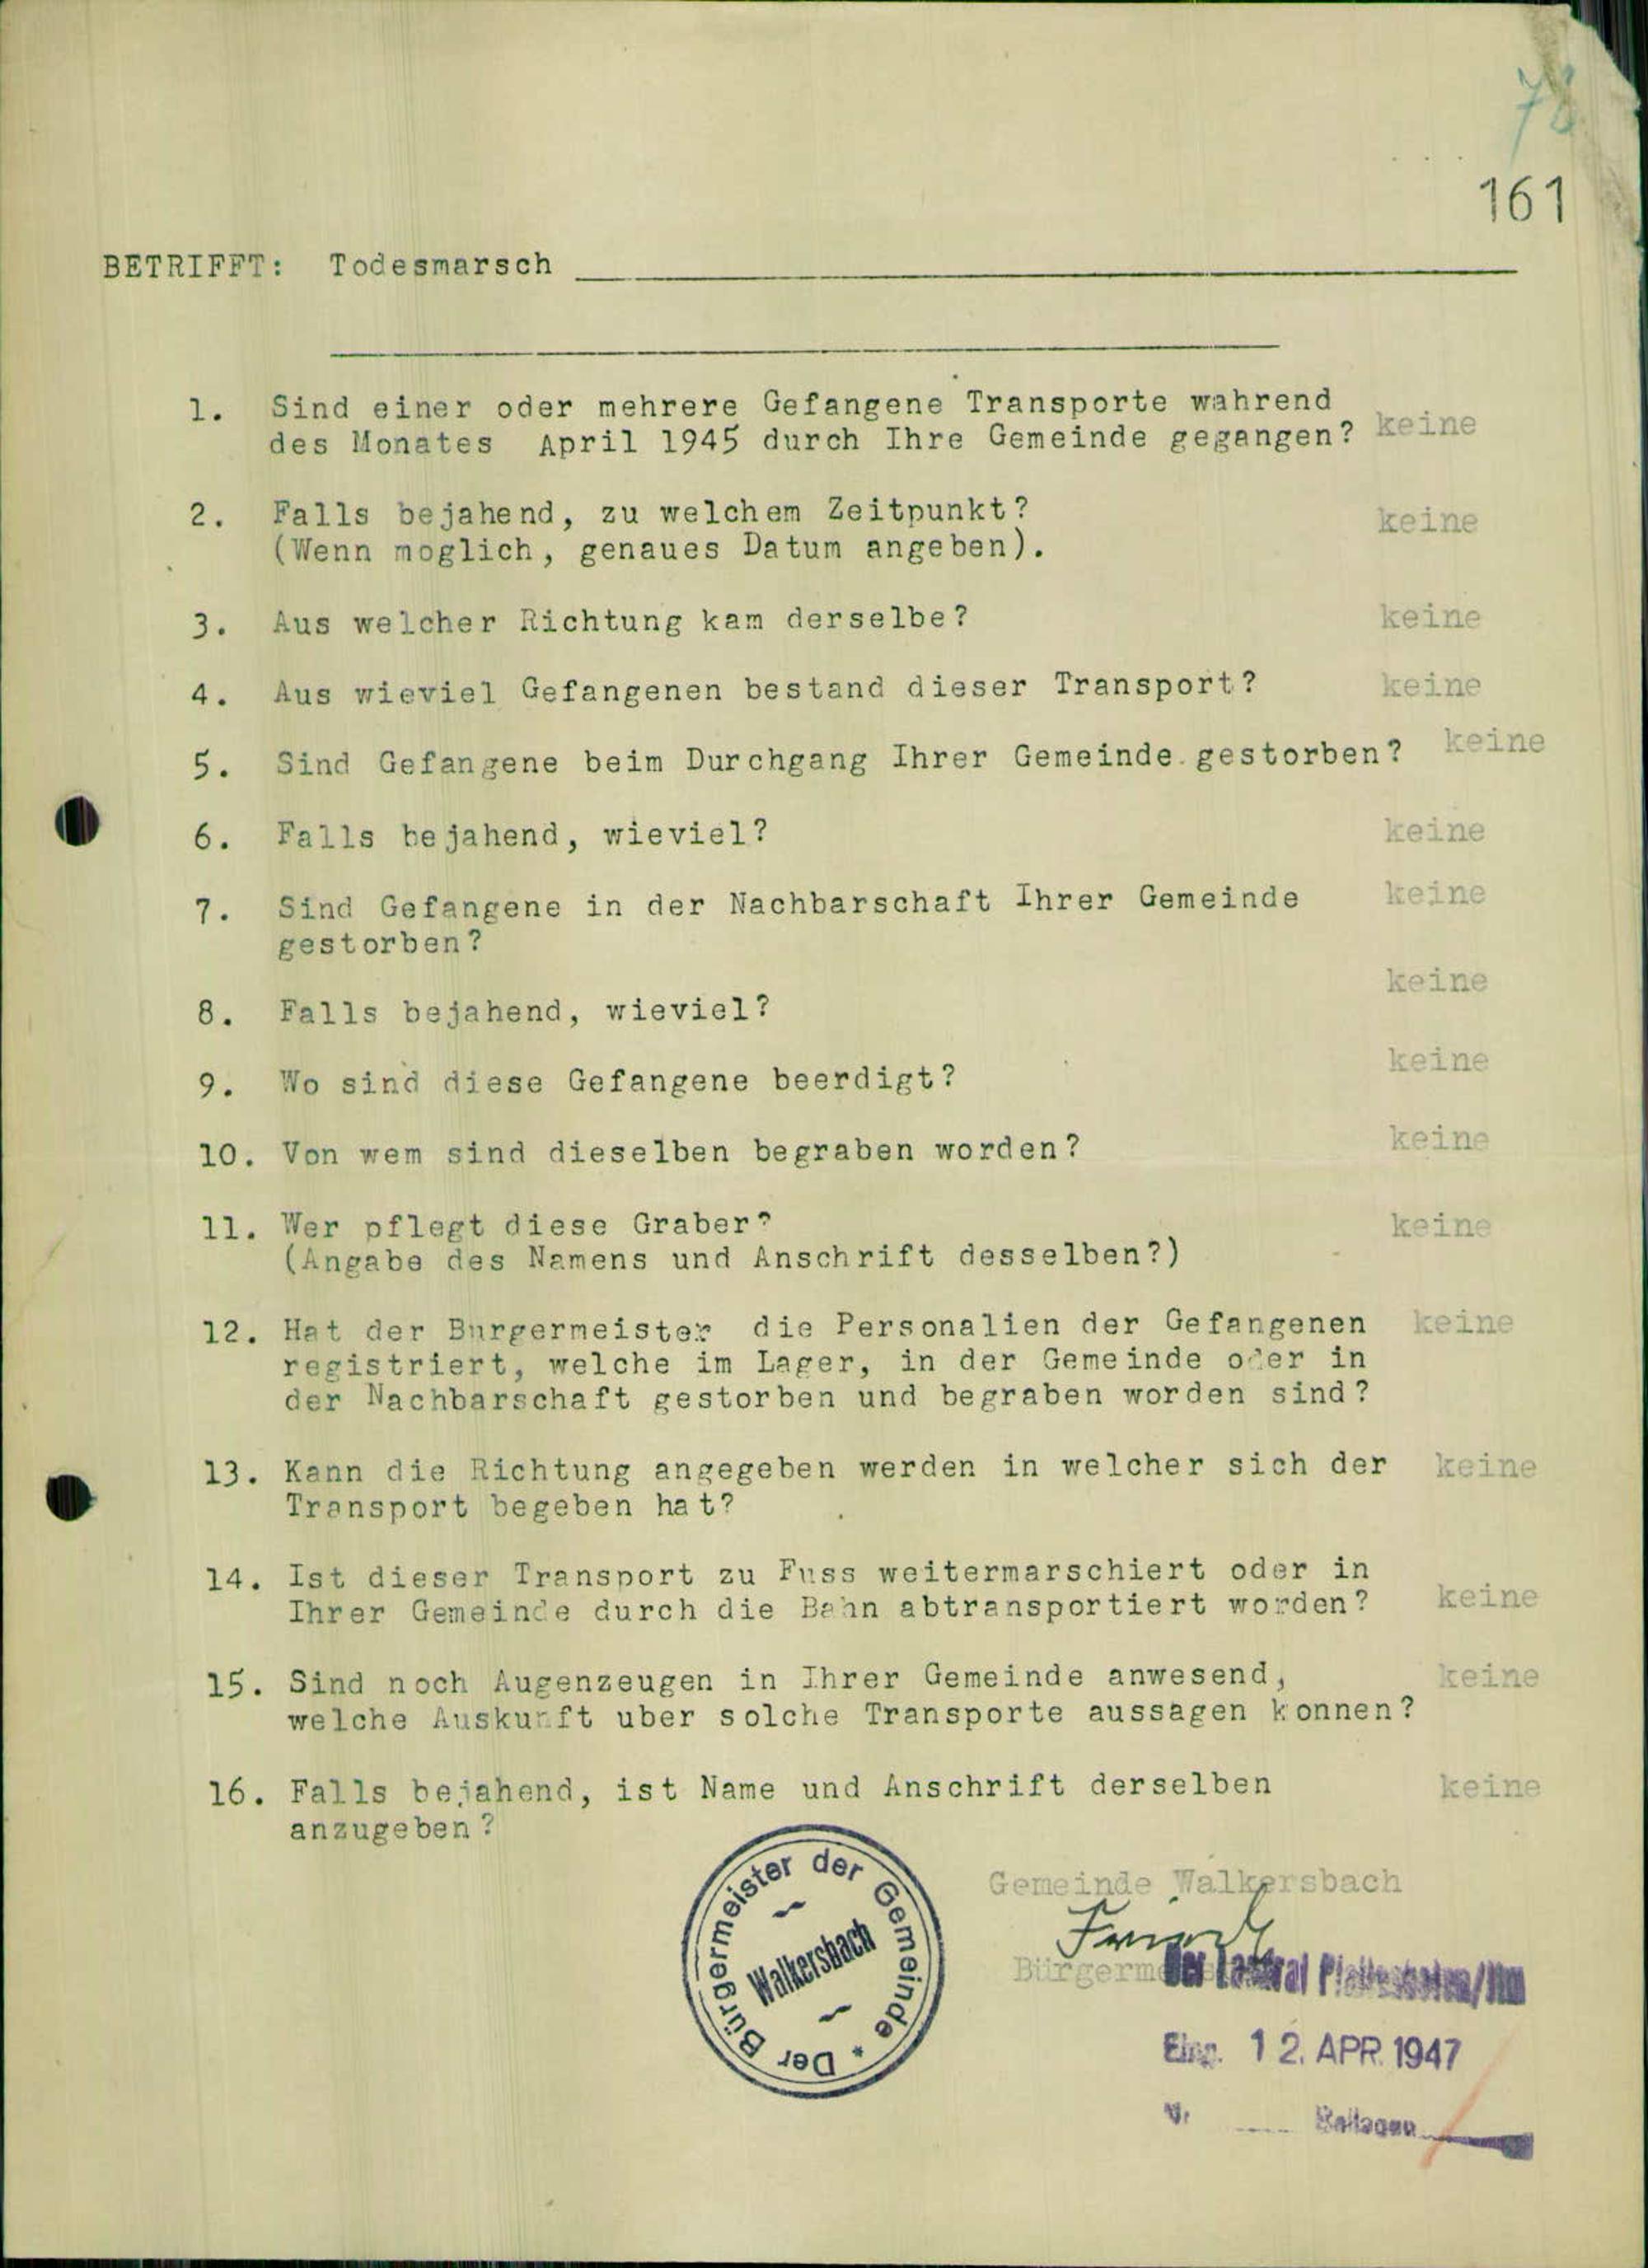 78
161
BETRIFFT: Todesmarsch
1. Sind einer oder mehrere Gefangene Transporte wahrend
des Monates April 1945 durch Ihre Gemeinde gegangen? keine
2. Falls bejahend, zu welchem Zeitpunkt? keine
(Wenn moglich, genaues Datum angeben).
3. Aus welcher Richtung kam derselbe? keine
4. Aus wieviel Gefangenen bestand dieser Transport? keine
5. Sind Gefangene beim Durchgang Ihrer Gemeinde gestorben? keine
6. Falls bejahend, wieviel? keine
7. Sind Gefangene in der Nachbarschaft Ihrer Gemeinde keine
gestorben?
8. Falls bejahend, wieviel? keine
9. Wo sind diese Gefangene beerdigt? keine
10. Von wem sind dieselben begraben worden? keine
11. Wer pflegt diese Graber? keine
(Angabe des Namens und Anschrift desselben?)
12. Hat der Burgermeister die Personalien der Gefangenen keine
registriert, welche im Lager, in der Gemeinde oder in
der Nachbarschaft gestorben und begraben worden sind?
13. Kann die Richtung angegeben werden in welcher sich der keine
Transport begeben hat?
14. Ist dieser Transport zu Fuss weitermarschiert oder in
Ihrer Gemeinde durch die Bahn abtransportiert worden? keine
15. Sind noch Augenzeugen in Ihrer Gemeinde anwesend, keine
welche Auskunft uber solche Transporte aussagen konnen?
16. Falls bejahend, ist Name und Anschrift derselben keine
anzugeben?
Der Bürgermeister der Gemeinde *
Walkersbach
Gemeinde Walkersbach
Der Landrat Pfaffenhofen/Ilm
Eing. 12. APR. 1947
Beilagen